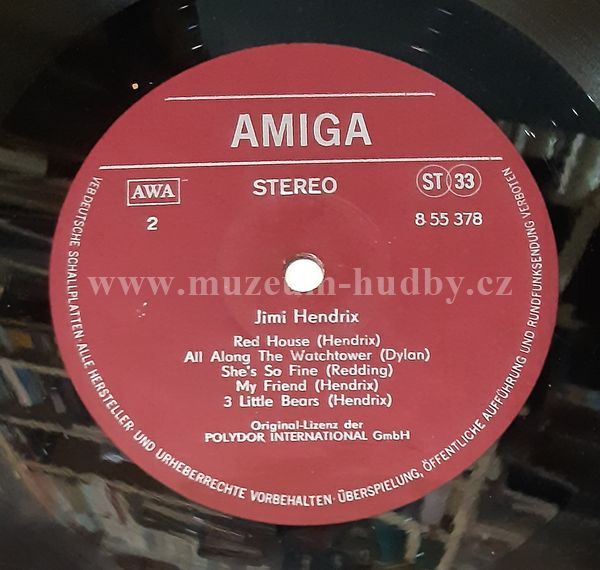 AMIGA
AWA
STEREO
ST 33
2
8 55 378
www.muzeum-hudby.cz
Jimi Hendrix
Red House (Hendrix)
All Along The Watchtower (Dylan)
She's So Fine (Redding)
My Friend (Hendrix)
3 Little Bears (Hendrix)
Original-Lizenz der
POLYDOR INTERNATIONAL GmbH
VEB DEUTSCHE SCHALLPLATTEN · ALLE HERSTELLER- UND URHEBERRECHTE VORBEHALTEN · ÜBERSPIELUNG, ÖFFENTLICHE AUFFÜHRUNG UND RUNDFUNKSENDUNG VERBOTEN